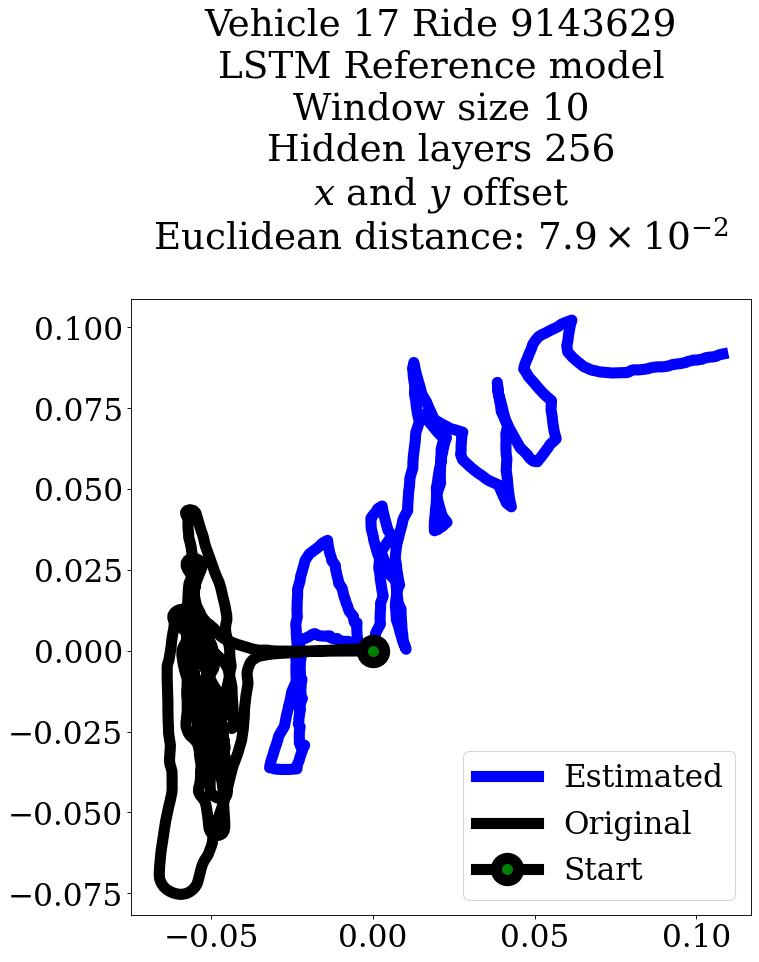 Vehicle 17 Ride 9143629
LSTM Reference model
Window size 10
Hidden layers 256
x and y offset
Euclidean distance: 7.9 × 10⁻²
0.100
0.075
0.050
0.025
0.000
−0.025
−0.050
−0.075
Estimated
Original
Start
−0.05 0.00 0.05 0.10